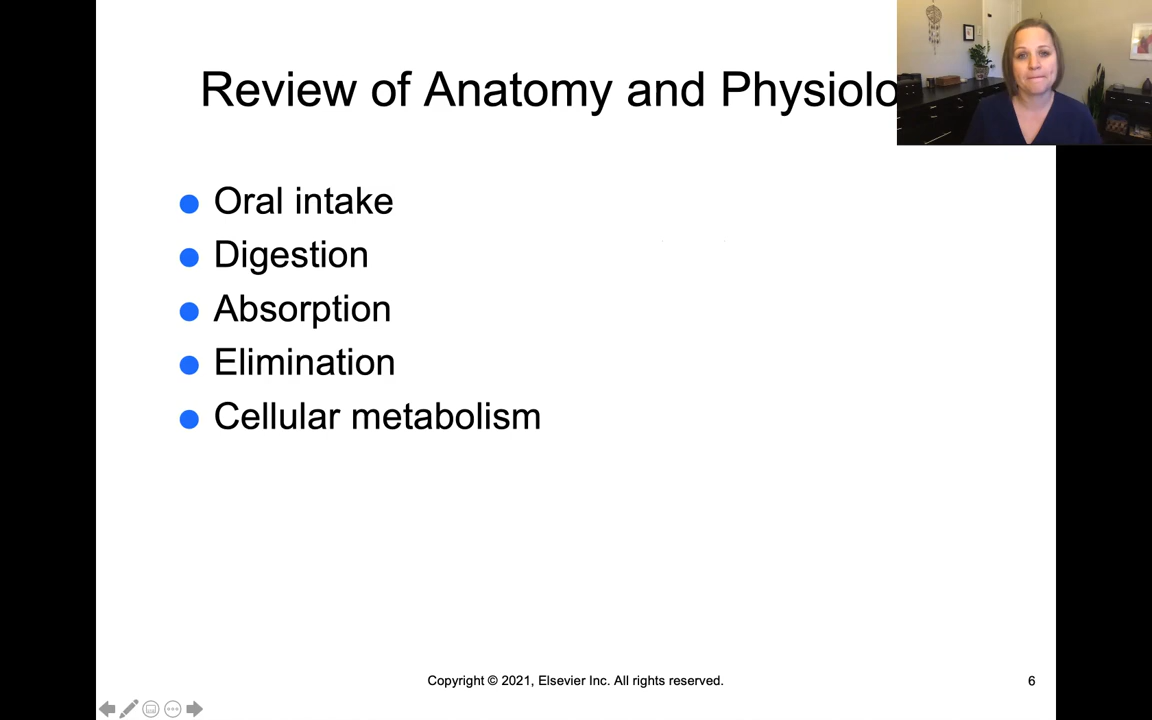 Review of Anatomy and Physiolo
Oral intake
Digestion
Absorption
Elimination
Cellular metabolism
Copyright © 2021, Elsevier Inc. All rights reserved.
6